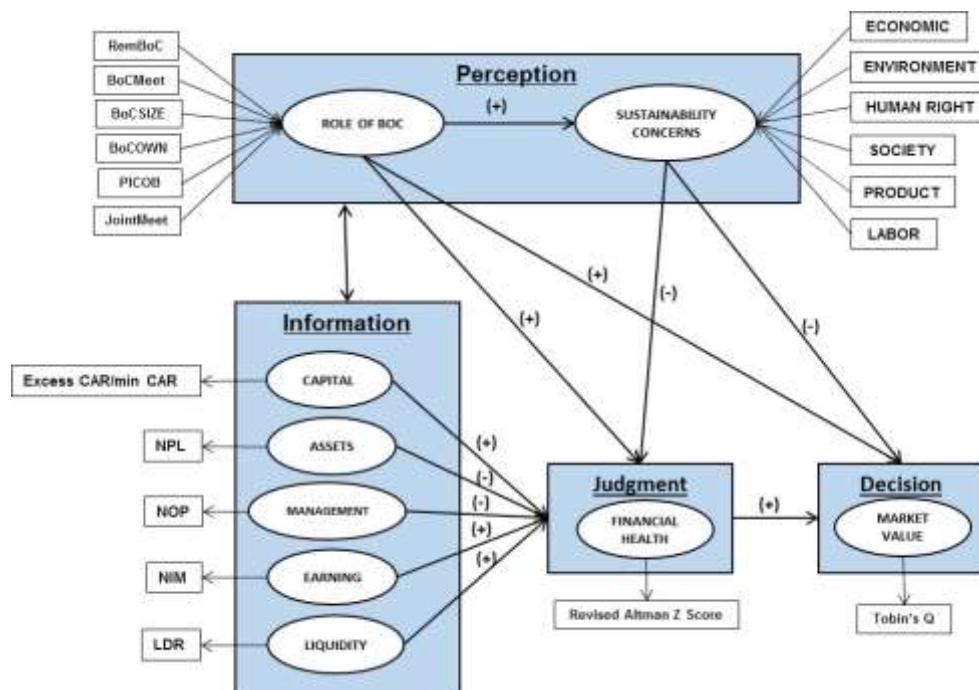 RemBoC
BoCMeet
BoCSIZE
BoCOWN
PICOB
JointMeet
Perception
ROLE OF BOC
(+)
SUSTAINABILITY
CONCERNS
ECONOMIC
ENVIRONMENT
HUMAN RIGHT
SOCIETY
PRODUCT
LABOR
(+)
(+)
(-)
(-)
Information
CAPITAL
ASSETS
MANAGEMENT
EARNING
LIQUIDITY
Excess CAR/min CAR
NPL
NOP
NIM
LDR
(+)
(-)
(-)
(+)
(+)
Judgment
FINANCIAL
HEALTH
Revised Altman Z Score
(+)
Decision
MARKET
VALUE
Tobin's Q